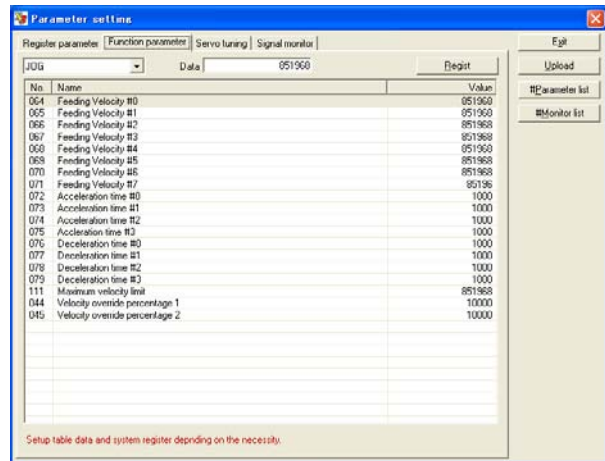 Parameter setting
Register parameter Function parameter Servo tuning Signal monitor Exit
JOG Data 851968 Regist Upload
No. Name Value #Parameter list
064 Feeding Velocity #0 851968
065 Feeding Velocity #1 851968 #Monitor list
066 Feeding Velocity #2 851968
067 Feeding Velocity #3 851968
068 Feeding Velocity #4 851968
069 Feeding Velocity #5 851968
070 Feeding Velocity #6 851968
071 Feeding Velocity #7 85196
072 Acceleration time #0 1000
073 Acceleration time #1 1000
074 Acceleration time #2 1000
075 Accleration time #3 1000
076 Deceleration time #0 1000
077 Deceleration time #1 1000
078 Deceleration time #2 1000
079 Deceleration time #3 1000
111 Maximum velocity limit 851968
044 Velocity override percentage 1 10000
045 Velocity override percentage 2 10000
Setup table data and system register depnding on the necessity.